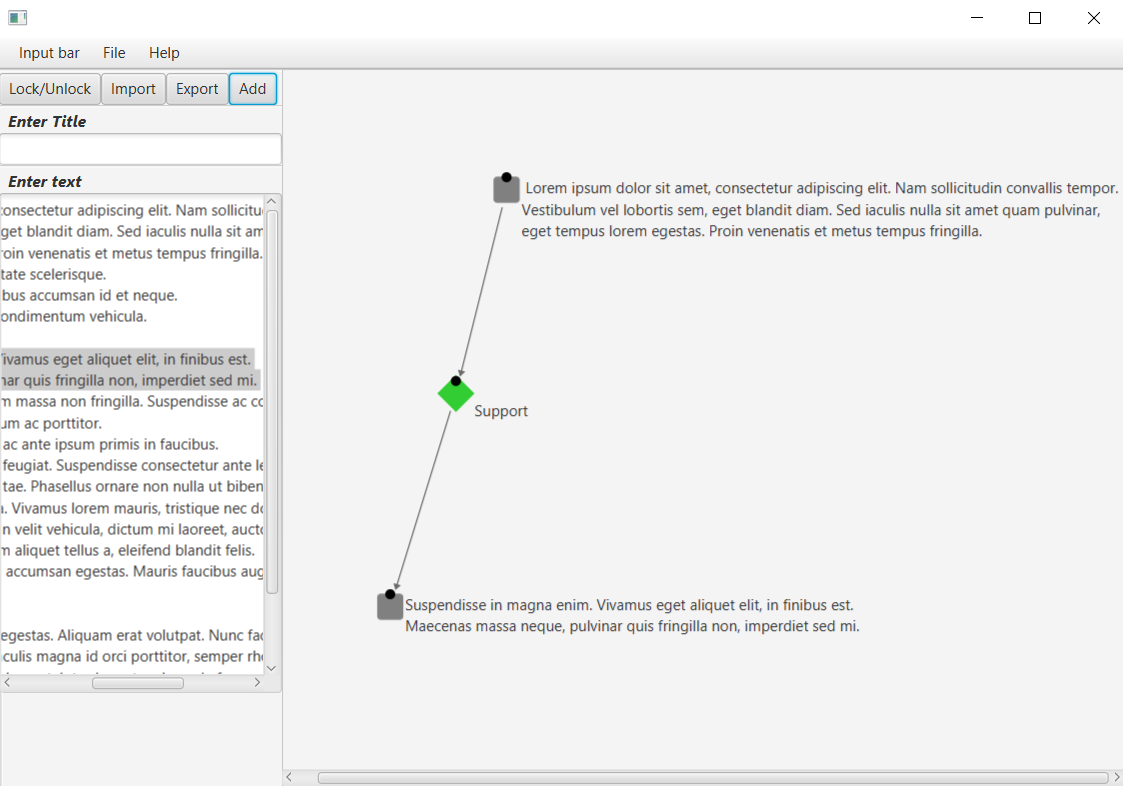 Input bar File Help
Lock/Unlock Import Export Add
Enter Title
Enter text
consectetur adipiscing elit. Nam sollicitu
get blandit diam. Sed iaculis nulla sit am
roin venenatis et metus tempus fringilla.
tate scelerisque.
bus accumsan id et neque.
ondimentum vehicula.
ivamus eget aliquet elit, in finibus est.
nar quis fringilla non, imperdiet sed mi.
m massa non fringilla. Suspendisse ac co
um ac porttitor.
ac ante ipsum primis in faucibus.
feugiat. Suspendisse consectetur ante le
tae. Phasellus ornare non nulla ut biben
. Vivamus lorem mauris, tristique nec do
n velit vehicula, dictum mi laoreet, aucto
m aliquet tellus a, eleifend blandit felis.
accumsan egestas. Mauris faucibus aug
egestas. Aliquam erat volutpat. Nunc fac
culis magna id orci porttitor, semper rho
Lorem ipsum dolor sit amet, consectetur adipiscing elit. Nam sollicitudin convallis tempor.
Vestibulum vel lobortis sem, eget blandit diam. Sed iaculis nulla sit amet quam pulvinar,
eget tempus lorem egestas. Proin venenatis et metus tempus fringilla.
Support
Suspendisse in magna enim. Vivamus eget aliquet elit, in finibus est.
Maecenas massa neque, pulvinar quis fringilla non, imperdiet sed mi.